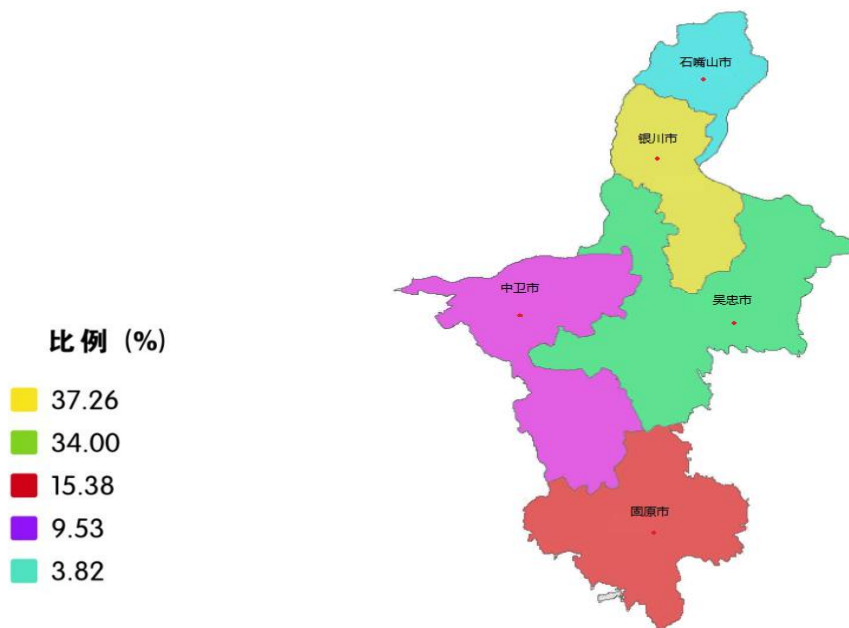 石嘴山市
银川市
中卫市
吴忠市
比例 (%)
37.26
34.00
15.38
9.53
3.82
固原市